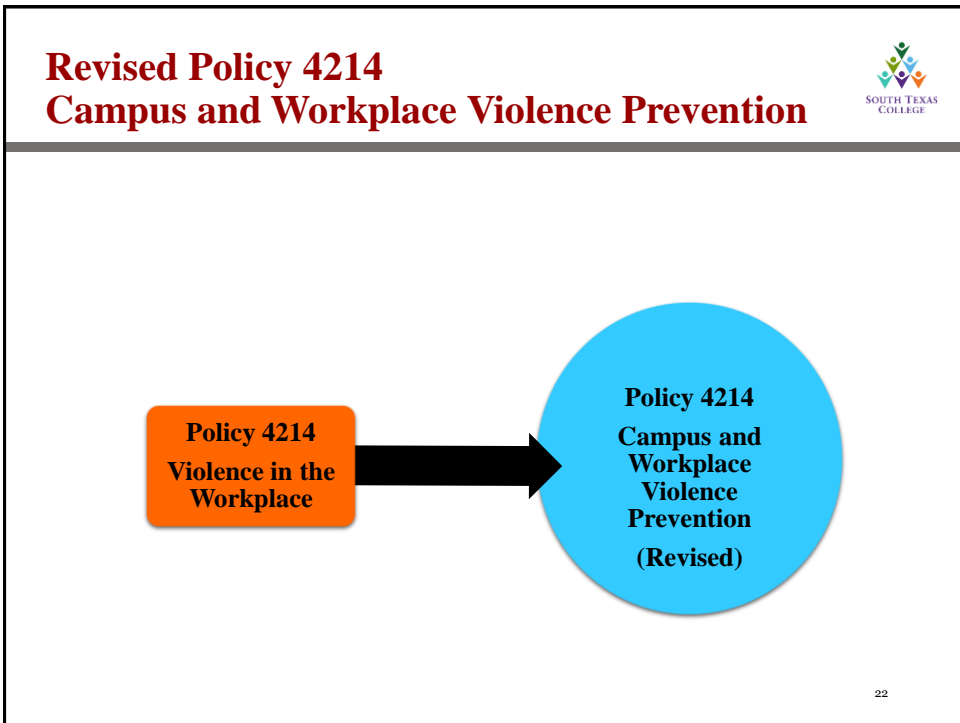 Revised Policy 4214
Campus and Workplace Violence Prevention
SOUTH TEXAS
COLLEGE
Policy 4214
Violence in the
Workplace
Policy 4214
Campus and
Workplace
Violence
Prevention
(Revised)
22